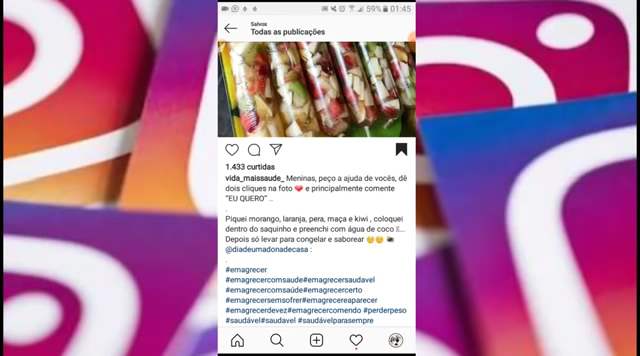 59% 01:45
Salvos
Todas as publicações
1.433 curtidas
vida_maissaude_ Meninas, peço a ajuda de vocês, dê
dois cliques na foto ❤️ e principalmente comente
“EU QUERO” ..
.
Piquei morango, laranja, pera, maça e kiwi , coloquei
dentro do saquinho e preenchi com água de coco ⁒...
Depois só levar para congelar e saborear
@diadeumadonadecasa :
.
#emagrecer
#emagrecercomsaude#emagrecersaudavel
#emagrecercomsaúde#emagrecercerto
#emagrecersemsofrer#emagrecereaparecer
#emagrecerdevez#emagrecercomendo #perderpeso
#saudável#saudavel #saudávelparasempre